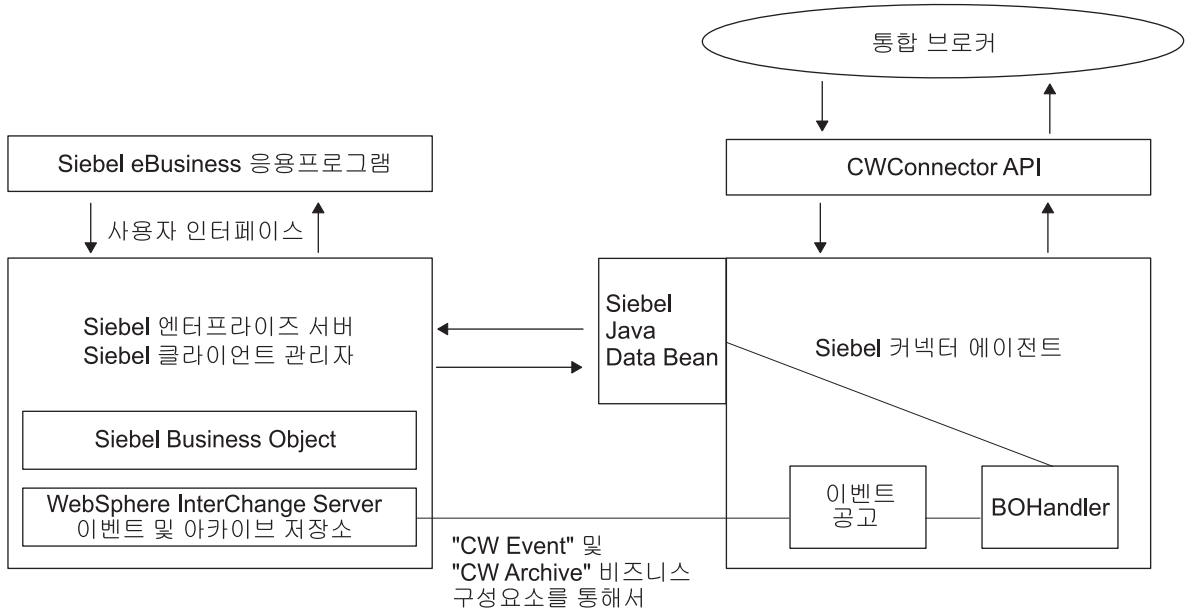 통합 브로커
Siebel eBusiness 응용프로그램
CWConnector API
사용자 인터페이스
Siebel 엔터프라이즈 서버
Siebel 클라이언트 관리자
Siebel
Java
Data Bean
Siebel 커넥터 에이전트
Siebel Business Object
WebSphere InterChange Server
이벤트 및 아카이브 저장소
이벤트
공고
BOHandler
"CW Event" 및
"CW Archive" 비즈니스
구성요소를 통해서